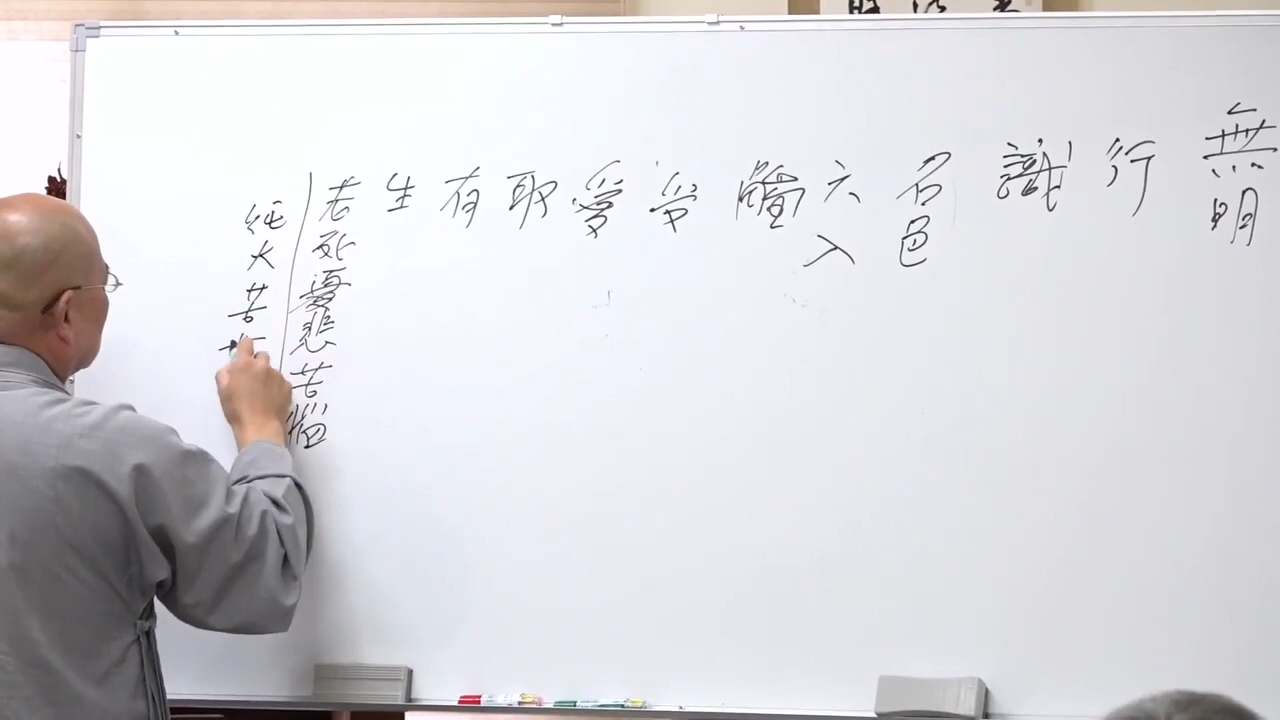 無明
行
識
名色
六入
觸
受
愛
取
有
生
老死憂悲苦惱
純大苦